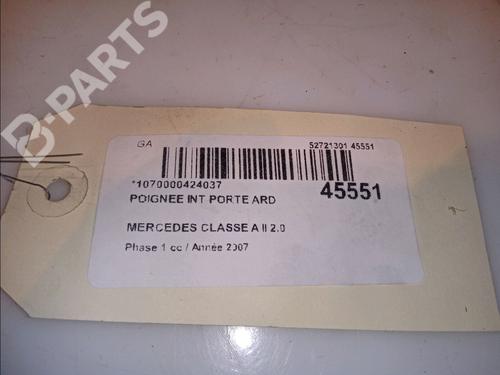 B-PARTS
GA
52721301 45551
*1070000424037
45551
POIGNEE INT PORTE ARD
MERCEDES CLASSE A II 2.0
Phase 1 cc / Année 2007